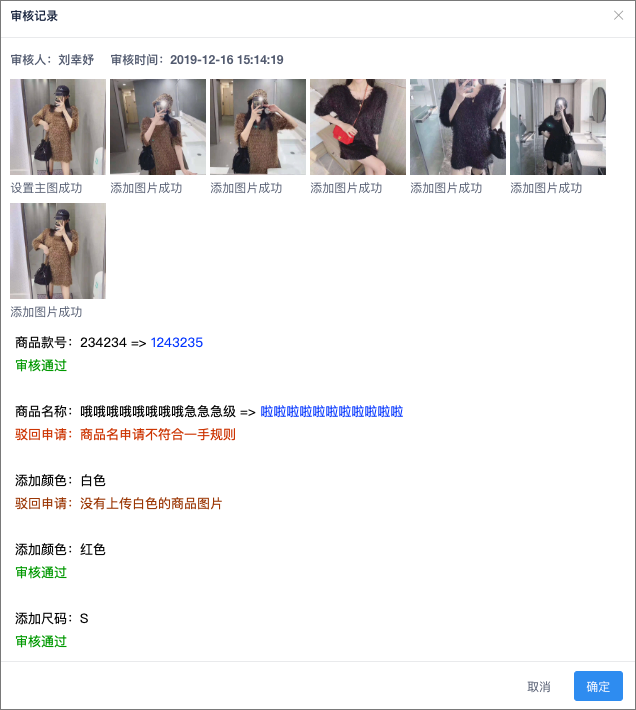 审核记录
审核人：刘幸妤 审核时间：2019-12-16 15:14:19
设置主图成功 添加图片成功 添加图片成功 添加图片成功 添加图片成功 添加图片成功
添加图片成功
商品款号：234234 => 1243235
审核通过
商品名称：哦哦哦哦哦哦哦哦急急急级 => 啦啦啦啦啦啦啦啦啦啦啦
驳回申请：商品名申请不符合一手规则
添加颜色：白色
驳回申请：没有上传白色的商品图片
添加颜色：红色
审核通过
添加尺码：S
审核通过
取消 确定